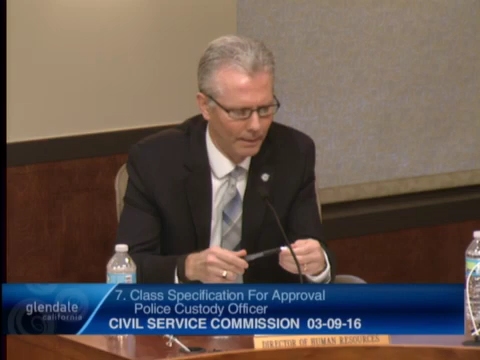 7. Class Specification For Approval
Police Custody Officer
glendale
california
CIVIL SERVICE COMMISSION 03-09-16
DIRECTOR OF HUMAN RESOURCES